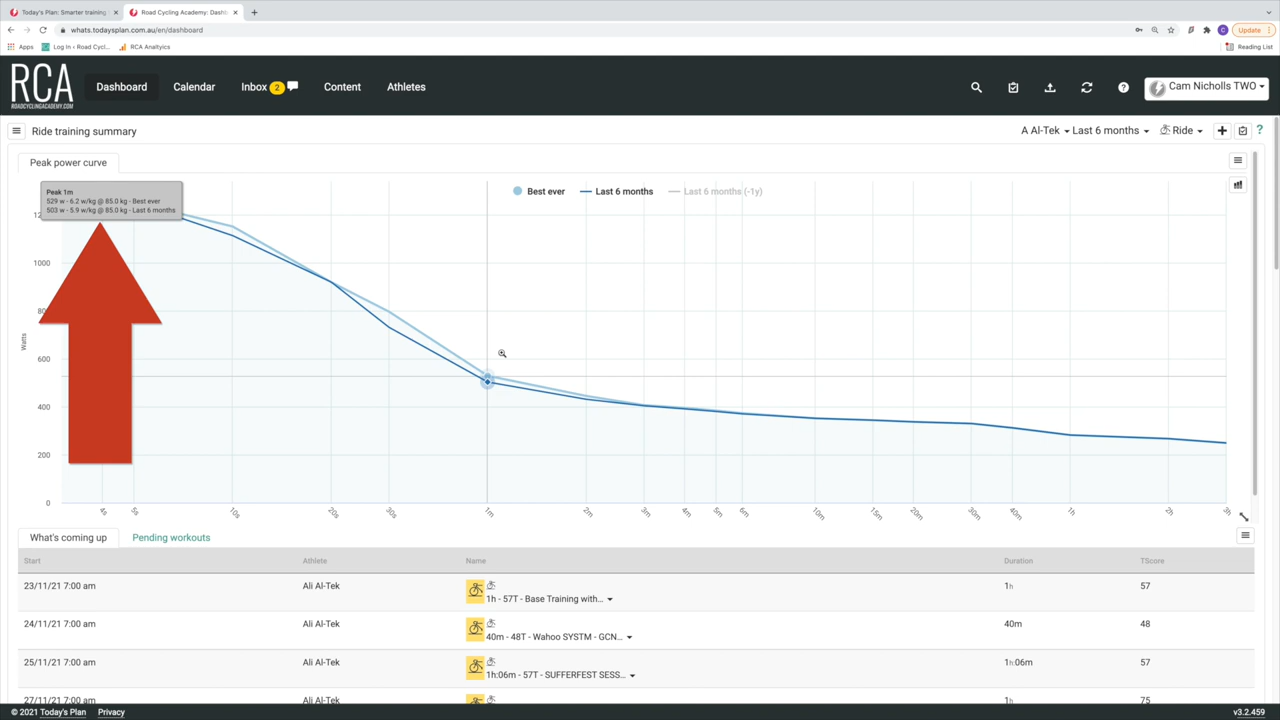 Today's Plan: Smarter training
Road Cycling Academy: Dashb
whats.todaysplan.com.au/en/dashboard
Update
Apps
Log In ‹ Road Cycl...
RCA Analtyics
Reading List
RCA
ROADCYCLINGACADEMY.COM
Dashboard
Calendar
Inbox 2
Content
Athletes
Cam Nicholls TWO
Ride training summary
A Al-Tek
Last 6 months
Ride
Peak power curve
Peak 1m
529 w - 6.2 w/kg @ 85.0 kg - Best ever
503 w - 5.9 w/kg @ 85.0 kg - Last 6 months
Best ever
Last 6 months
Last 6 months (-1y)
1000
600
400
200
0
Watts
4s 5s 10s 20s 30s 1m 2m 3m 4m 5m 6m 10m 15m 20m 30m 40m 1h 2h 3h
What's coming up
Pending workouts
Start Athlete Name Duration TScore
23/11/21 7:00 am Ali Al-Tek 1h - 57T - Base Training with... 1h 57
24/11/21 7:00 am Ali Al-Tek 40m - 48T - Wahoo SYSTM - GCN... 40m 48
25/11/21 7:00 am Ali Al-Tek 1h:06m - 57T - SUFFERFEST SESS... 1h:06m 57
27/11/21 7:00 am Ali Al-Tek 1h 75
© 2021 Today's Plan Privacy
v3.2.459